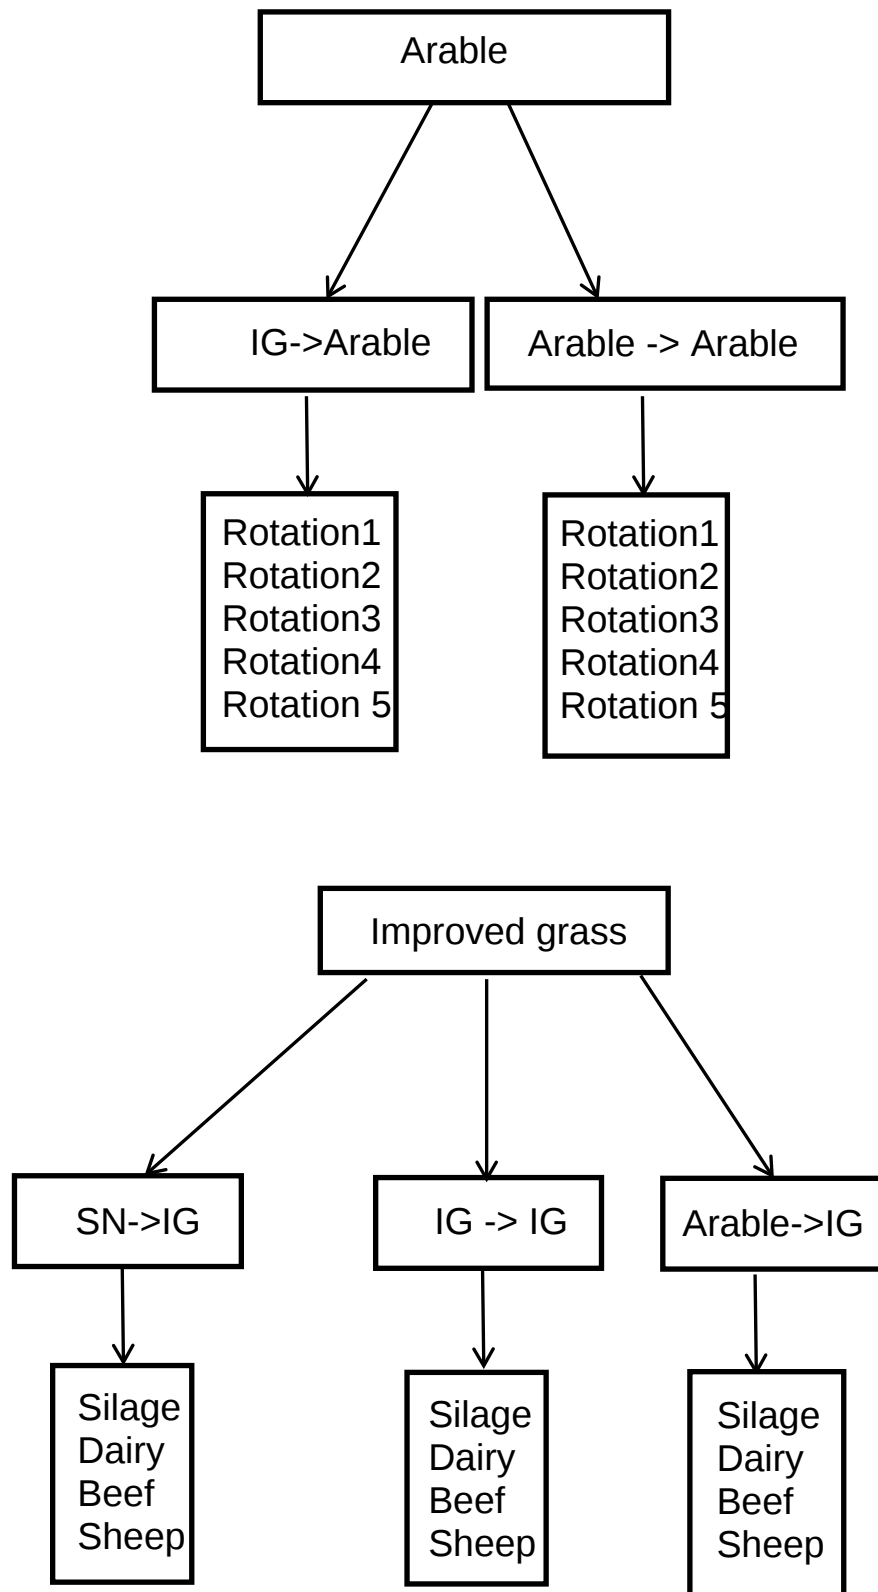 Arable
IG->Arable
Arable -> Arable
Rotation1
Rotation2
Rotation3
Rotation4
Rotation 5
Rotation1
Rotation2
Rotation3
Rotation4
Rotation 5
Improved grass
SN->IG
IG -> IG
Arable->IG
Silage
Dairy
Beef
Sheep
Silage
Dairy
Beef
Sheep
Silage
Dairy
Beef
Sheep